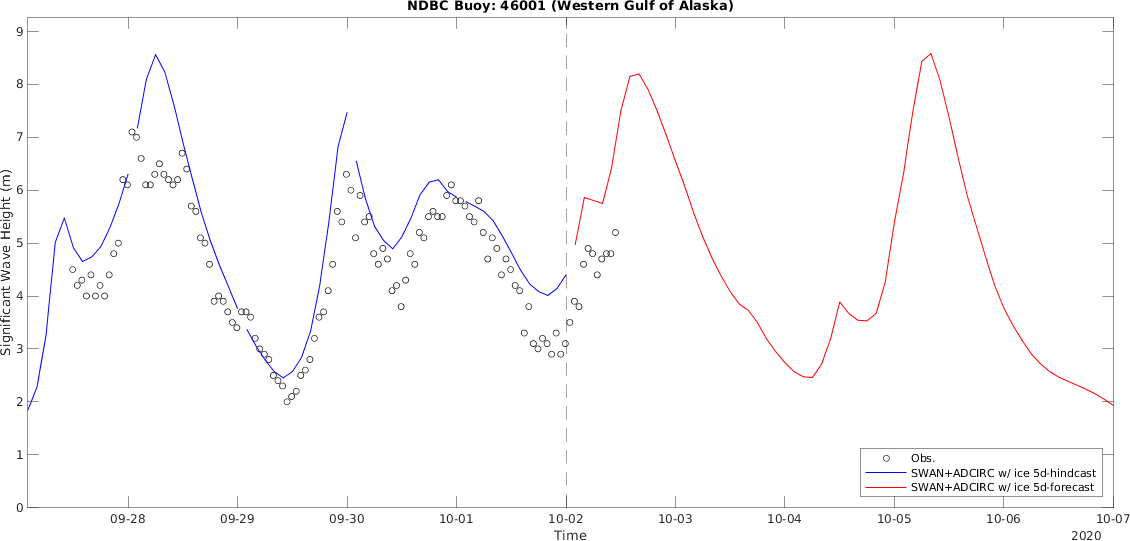 NDBC Buoy: 46001 (Western Gulf of Alaska)
Significant Wave Height (m)
9
8
7
6
5
4
3
2
1
0
09-28 09-29 09-30 10-01 10-02 10-03 10-04 10-05 10-06 10-07
Time
2020
Obs.
SWAN+ADCIRC w/ ice 5d-hindcast
SWAN+ADCIRC w/ ice 5d-forecast